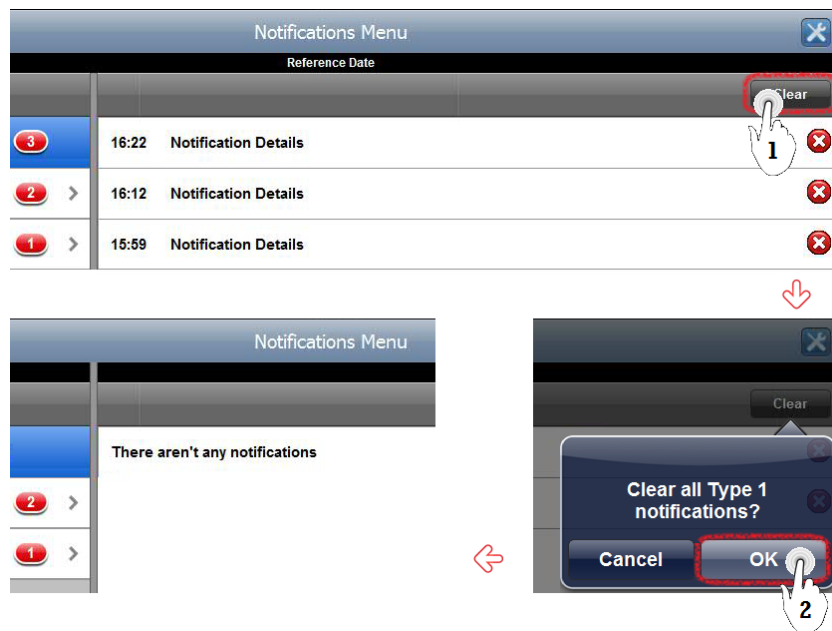 Notifications Menu
Reference Date
Clear
3
16:22 Notification Details
1
2
16:12 Notification Details
1
15:59 Notification Details
Notifications Menu
There aren't any notifications
2
1
Clear
Clear all Type 1
notifications?
Cancel OK
2